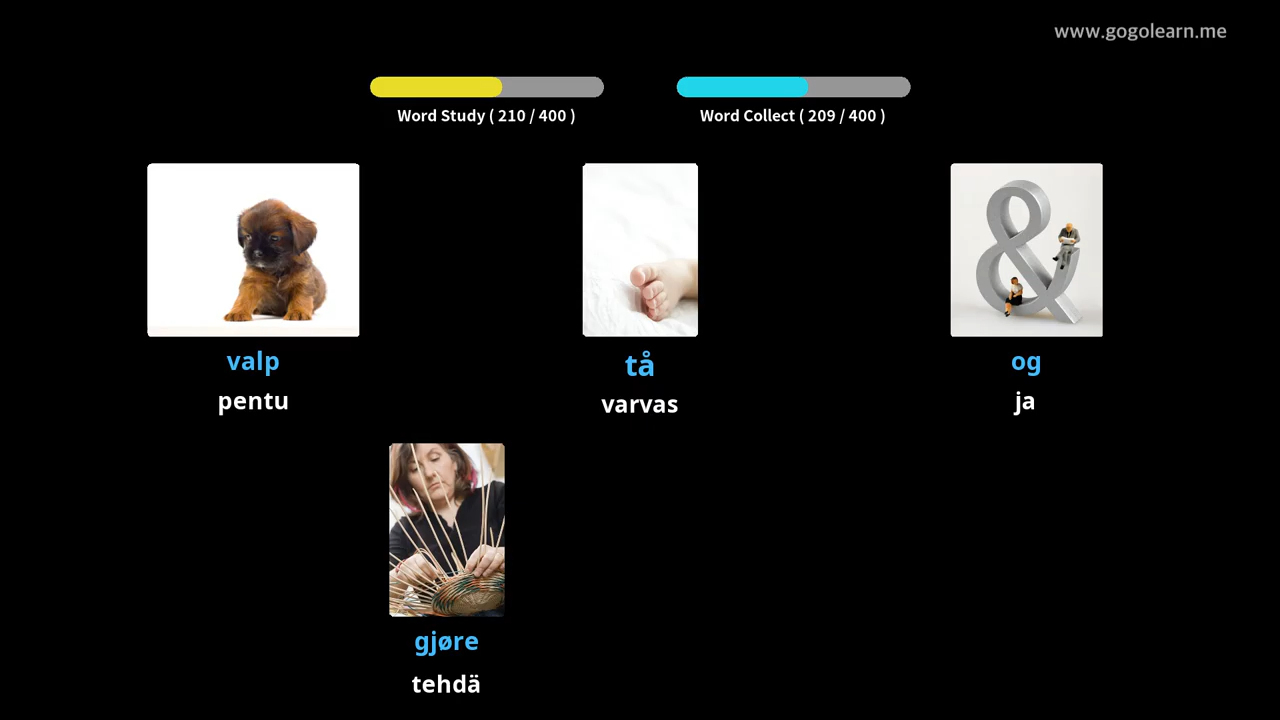 www.gogolearn.me
Word Study ( 210 / 400 )
Word Collect ( 209 / 400 )
valp
pentu
tå
varvas
&
og
ja
gjøre
tehdä